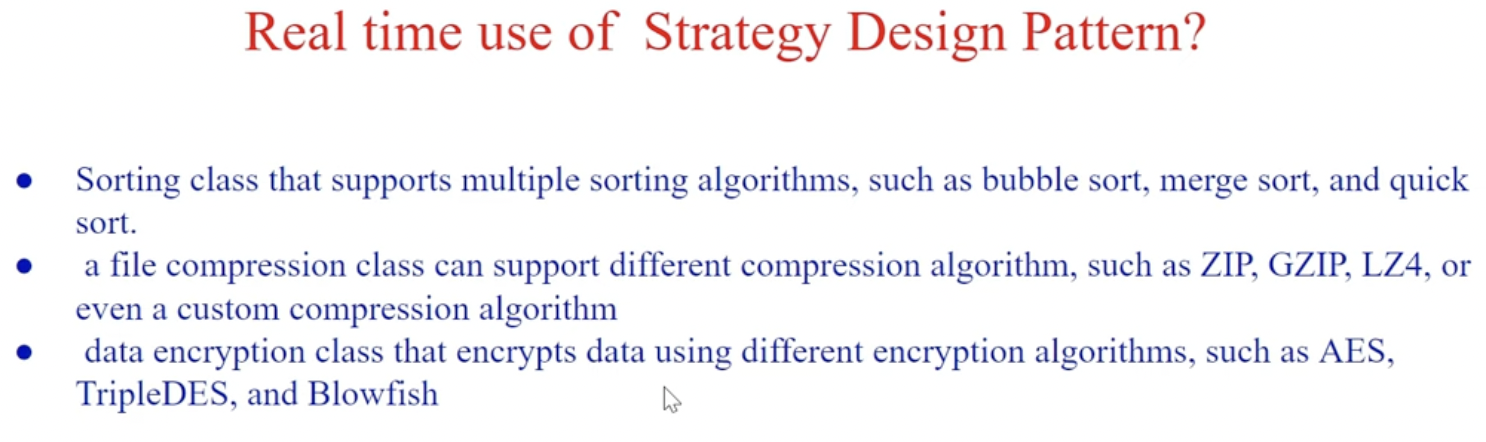 Real time use of Strategy Design Pattern?
● Sorting class that supports multiple sorting algorithms, such as bubble sort, merge sort, and quick
sort.
● a file compression class can support different compression algorithm, such as ZIP, GZIP, LZ4, or
even a custom compression algorithm
● data encryption class that encrypts data using different encryption algorithms, such as AES,
TripleDES, and Blowfish